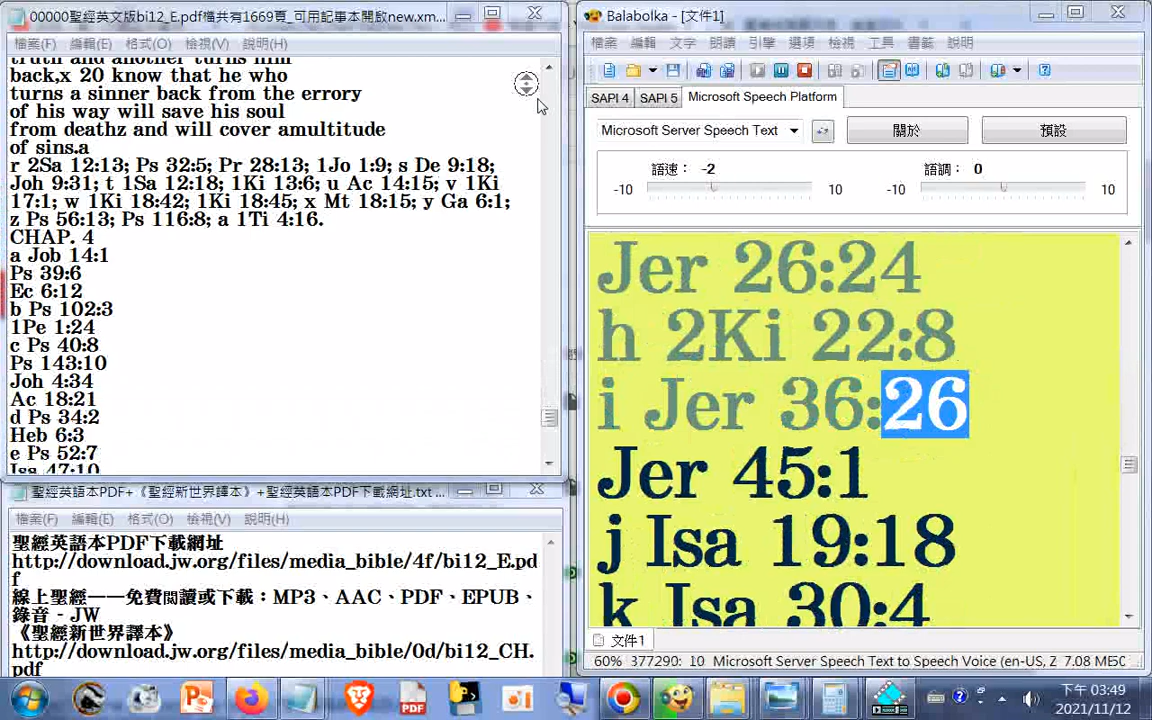 00000聖經英文版bi12_E.pdf檔共有1669頁_可用記事本開啟new.xm...
檔案(F) 編輯(E) 格式(O) 檢視(V) 說明(H)
truth and another turns him
back,x 20 know that he who
turns a sinner back from the errory
of his way will save his soul
from deathz and will cover amultitude
of sins.a
r 2Sa 12:13; Ps 32:5; Pr 28:13; 1Jo 1:9; s De 9:18;
Joh 9:31; t 1Sa 12:18; 1Ki 13:6; u Ac 14:15; v 1Ki
17:1; w 1Ki 18:42; 1Ki 18:45; x Mt 18:15; y Ga 6:1;
z Ps 56:13; Ps 116:8; a 1Ti 4:16.
CHAP. 4
a Job 14:1
Ps 39:6
Ec 6:12
b Ps 102:3
1Pe 1:24
c Ps 40:8
Ps 143:10
Joh 4:34
Ac 18:21
d Ps 34:2
Heb 6:3
e Ps 52:7
Isa 47:10
聖經英語本PDF+《聖經新世界譯本》+聖經英語本PDF下載網址.txt ...
檔案(F) 編輯(E) 格式(O) 檢視(V) 說明(H)
聖經英語本PDF下載網址
http://download.jw.org/files/media_bible/4f/bi12_E.pd
f
線上聖經——免費閱讀或下載：MP3、AAC、PDF、EPUB、
錄音 - JW
《聖經新世界譯本》
http://download.jw.org/files/media_bible/0d/bi12_CH.
pdf
Balabolka - [文件1]
檔案 編輯 文字 朗讀 引擎 選項 檢視 工具 書籤 說明
SAPI 4 SAPI 5 Microsoft Speech Platform
Microsoft Server Speech Text 關於 預設
語速： -2 語調： 0
-10 10 -10 10
Jer 26:24
h 2Ki 22:8
i Jer 36:26
Jer 45:1
j Isa 19:18
k Isa 30:4
文件1
60% 377290: 10 Microsoft Server Speech Text to Speech Voice (en-US, Z 7.08 МБ
PDF
下午 03:49
2021/11/12